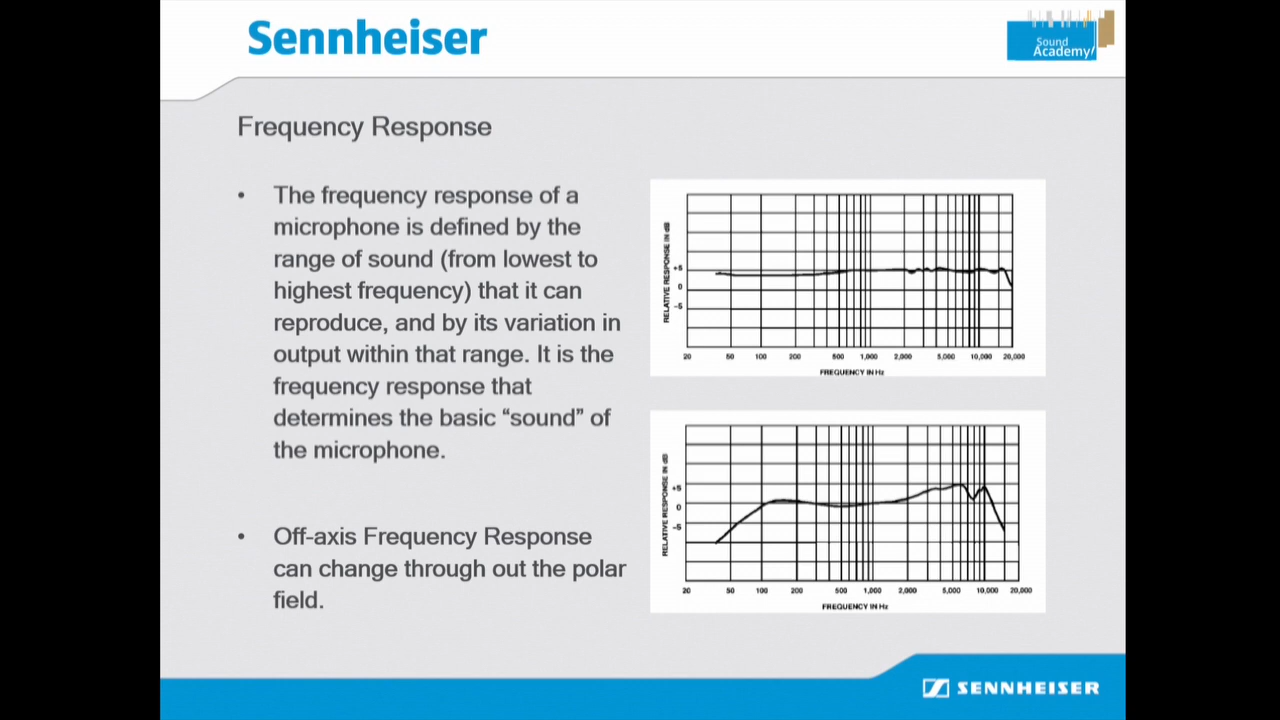 Sennheiser
Sound
Academy/
Frequency Response
• The frequency response of a
microphone is defined by the
range of sound (from lowest to
highest frequency) that it can
reproduce, and by its variation in
output within that range. It is the
frequency response that
determines the basic “sound” of
the microphone.
• Off-axis Frequency Response
can change through out the polar
field.
RELATIVE RESPONSE IN dB
+5
0
-5
20 50 100 200 500 1,000 2,000 5,000 10,000 20,000
FREQUENCY IN Hz
RELATIVE RESPONSE IN dB
+5
0
-5
20 50 100 200 500 1,000 2,000 5,000 10,000 20,000
FREQUENCY IN Hz
SENNHEISER